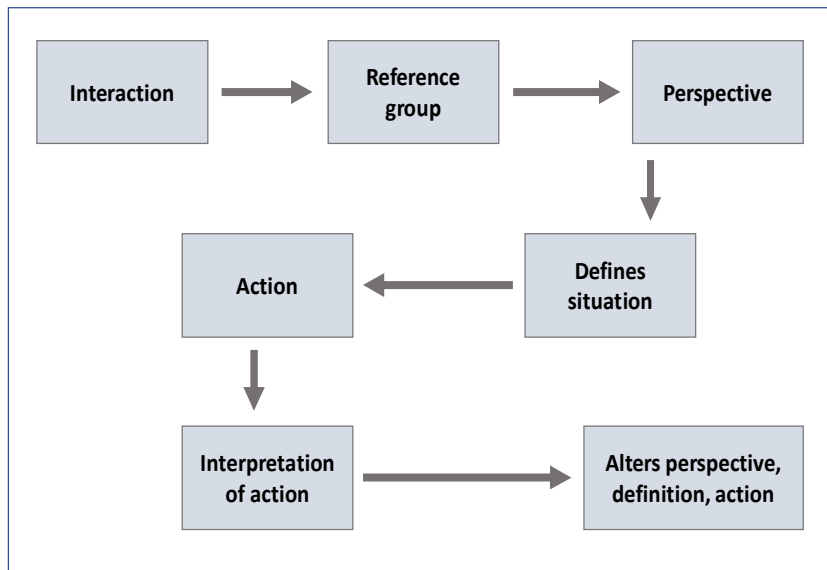 Interaction
Reference
group
Perspective
Defines
situation
Action
Interpretation
of action
Alters perspective,
definition, action